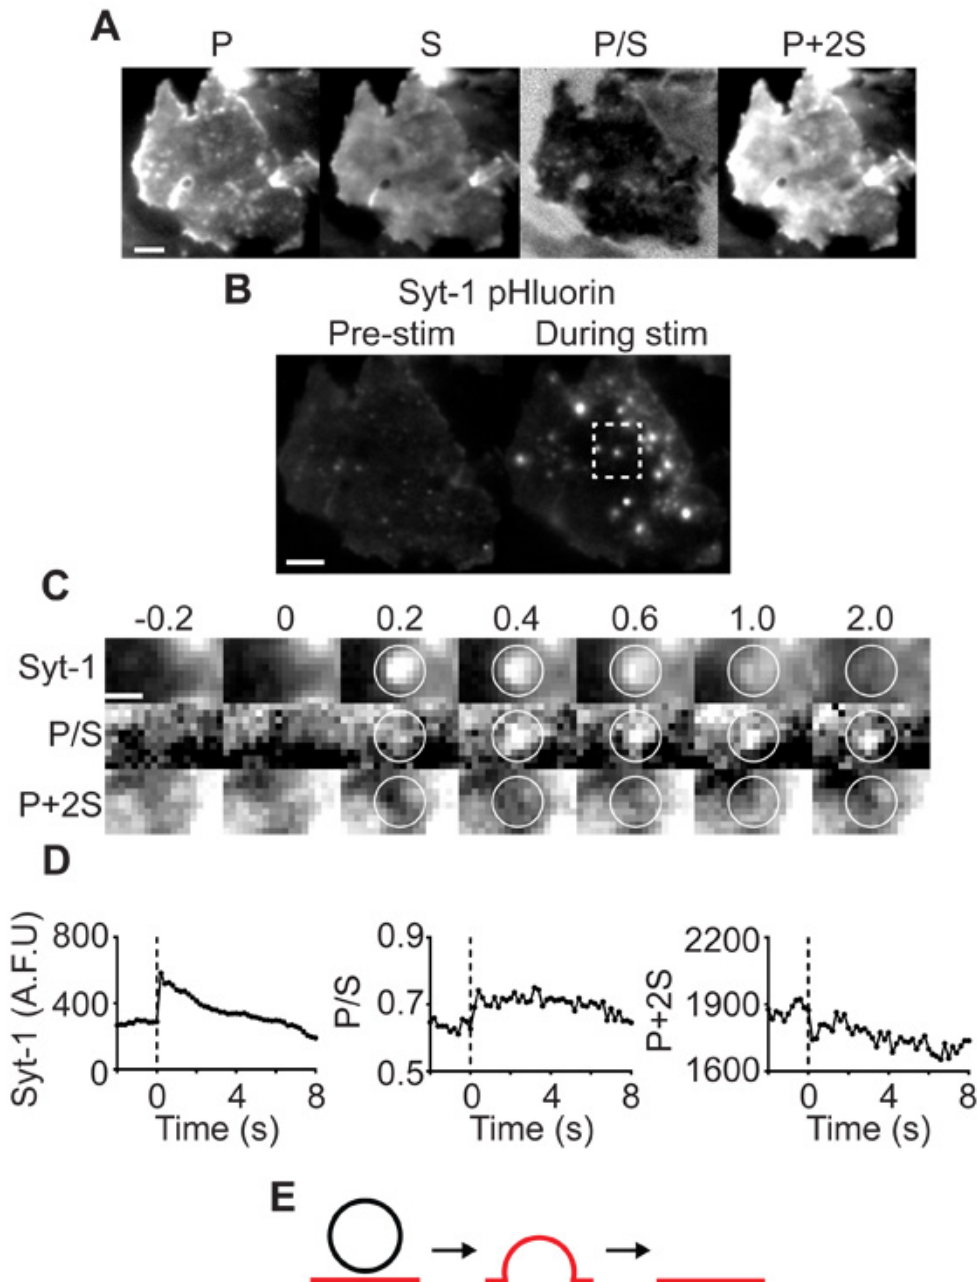 A
P S P/S P+2S
B
Syt-1 pHluorin
Pre-stim During stim
C
-0.2 0 0.2 0.4 0.6 1.0 2.0
Syt-1
P/S
P+2S
D
Syt-1 (A.F.U)
800
400
0
0 4 8
Time (s)
P/S
0.9
0.7
0.5
0 4 8
Time (s)
P+2S
2200
1900
1600
0 4 8
Time (s)
E